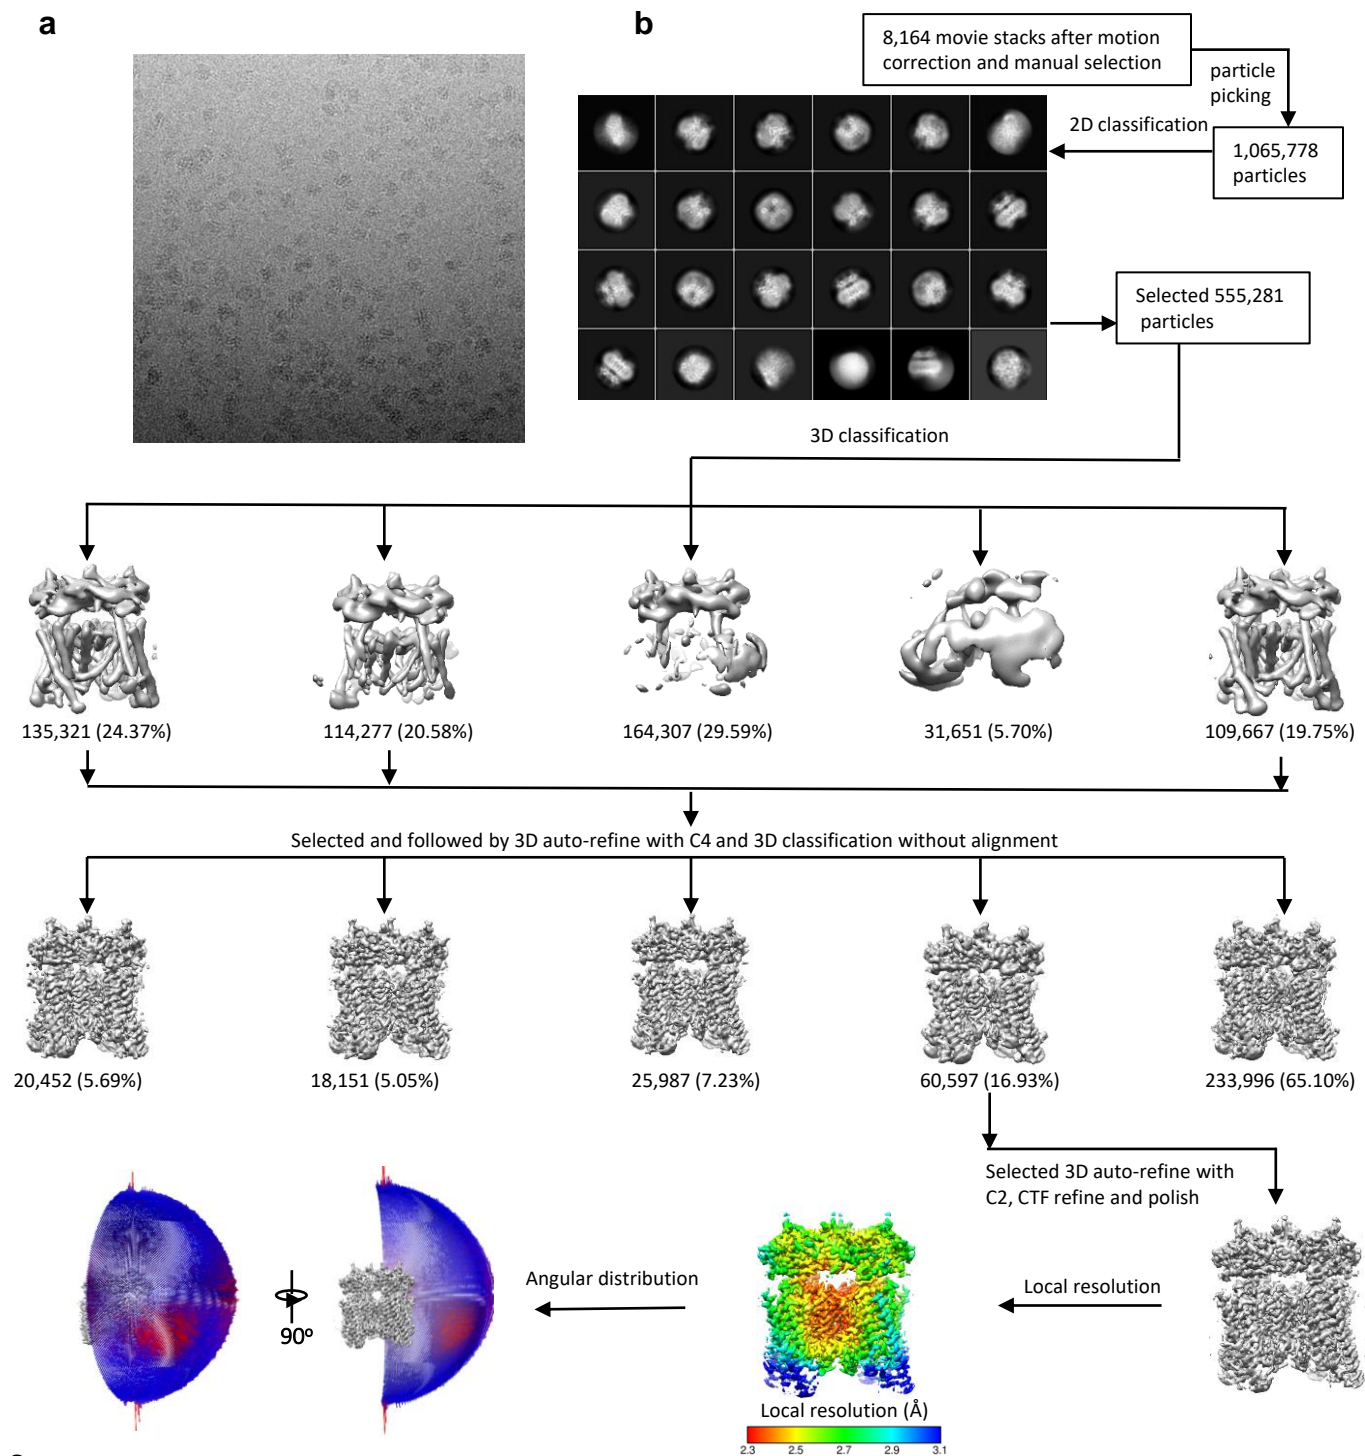 a
b
8,164 movie stacks after motion
correction and manual selection
particle
picking
2D classification
1,065,778
particles
Selected 555,281
particles
3D classification
135,321 (24.37%)
114,277 (20.58%)
164,307 (29.59%)
31,651 (5.70%)
109,667 (19.75%)
Selected and followed by 3D auto-refine with C4 and 3D classification without alignment
20,452 (5.69%)
18,151 (5.05%)
25,987 (7.23%)
60,597 (16.93%)
233,996 (65.10%)
Selected 3D auto-refine with
C2, CTF refine and polish
Local resolution
Angular distribution
90º
Local resolution (Å)
2.3 2.5 2.7 2.9 3.1